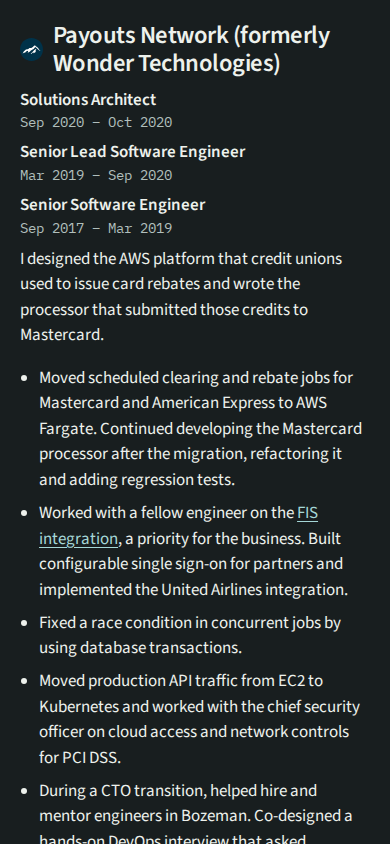 Payouts Network (formerly
Wonder Technologies)
Solutions Architect
Sep 2020 – Oct 2020
Senior Lead Software Engineer
Mar 2019 – Sep 2020
Senior Software Engineer
Sep 2017 – Mar 2019
I designed the AWS platform that credit unions
used to issue card rebates and wrote the
processor that submitted those credits to
Mastercard.
• Moved scheduled clearing and rebate jobs for
Mastercard and American Express to AWS
Fargate. Continued developing the Mastercard
processor after the migration, refactoring it
and adding regression tests.
• Worked with a fellow engineer on the FIS
integration, a priority for the business. Built
configurable single sign-on for partners and
implemented the United Airlines integration.
• Fixed a race condition in concurrent jobs by
using database transactions.
• Moved production API traffic from EC2 to
Kubernetes and worked with the chief security
officer on cloud access and network controls
for PCI DSS.
• During a CTO transition, helped hire and
mentor engineers in Bozeman. Co-designed a
hands-on DevOps interview that asked